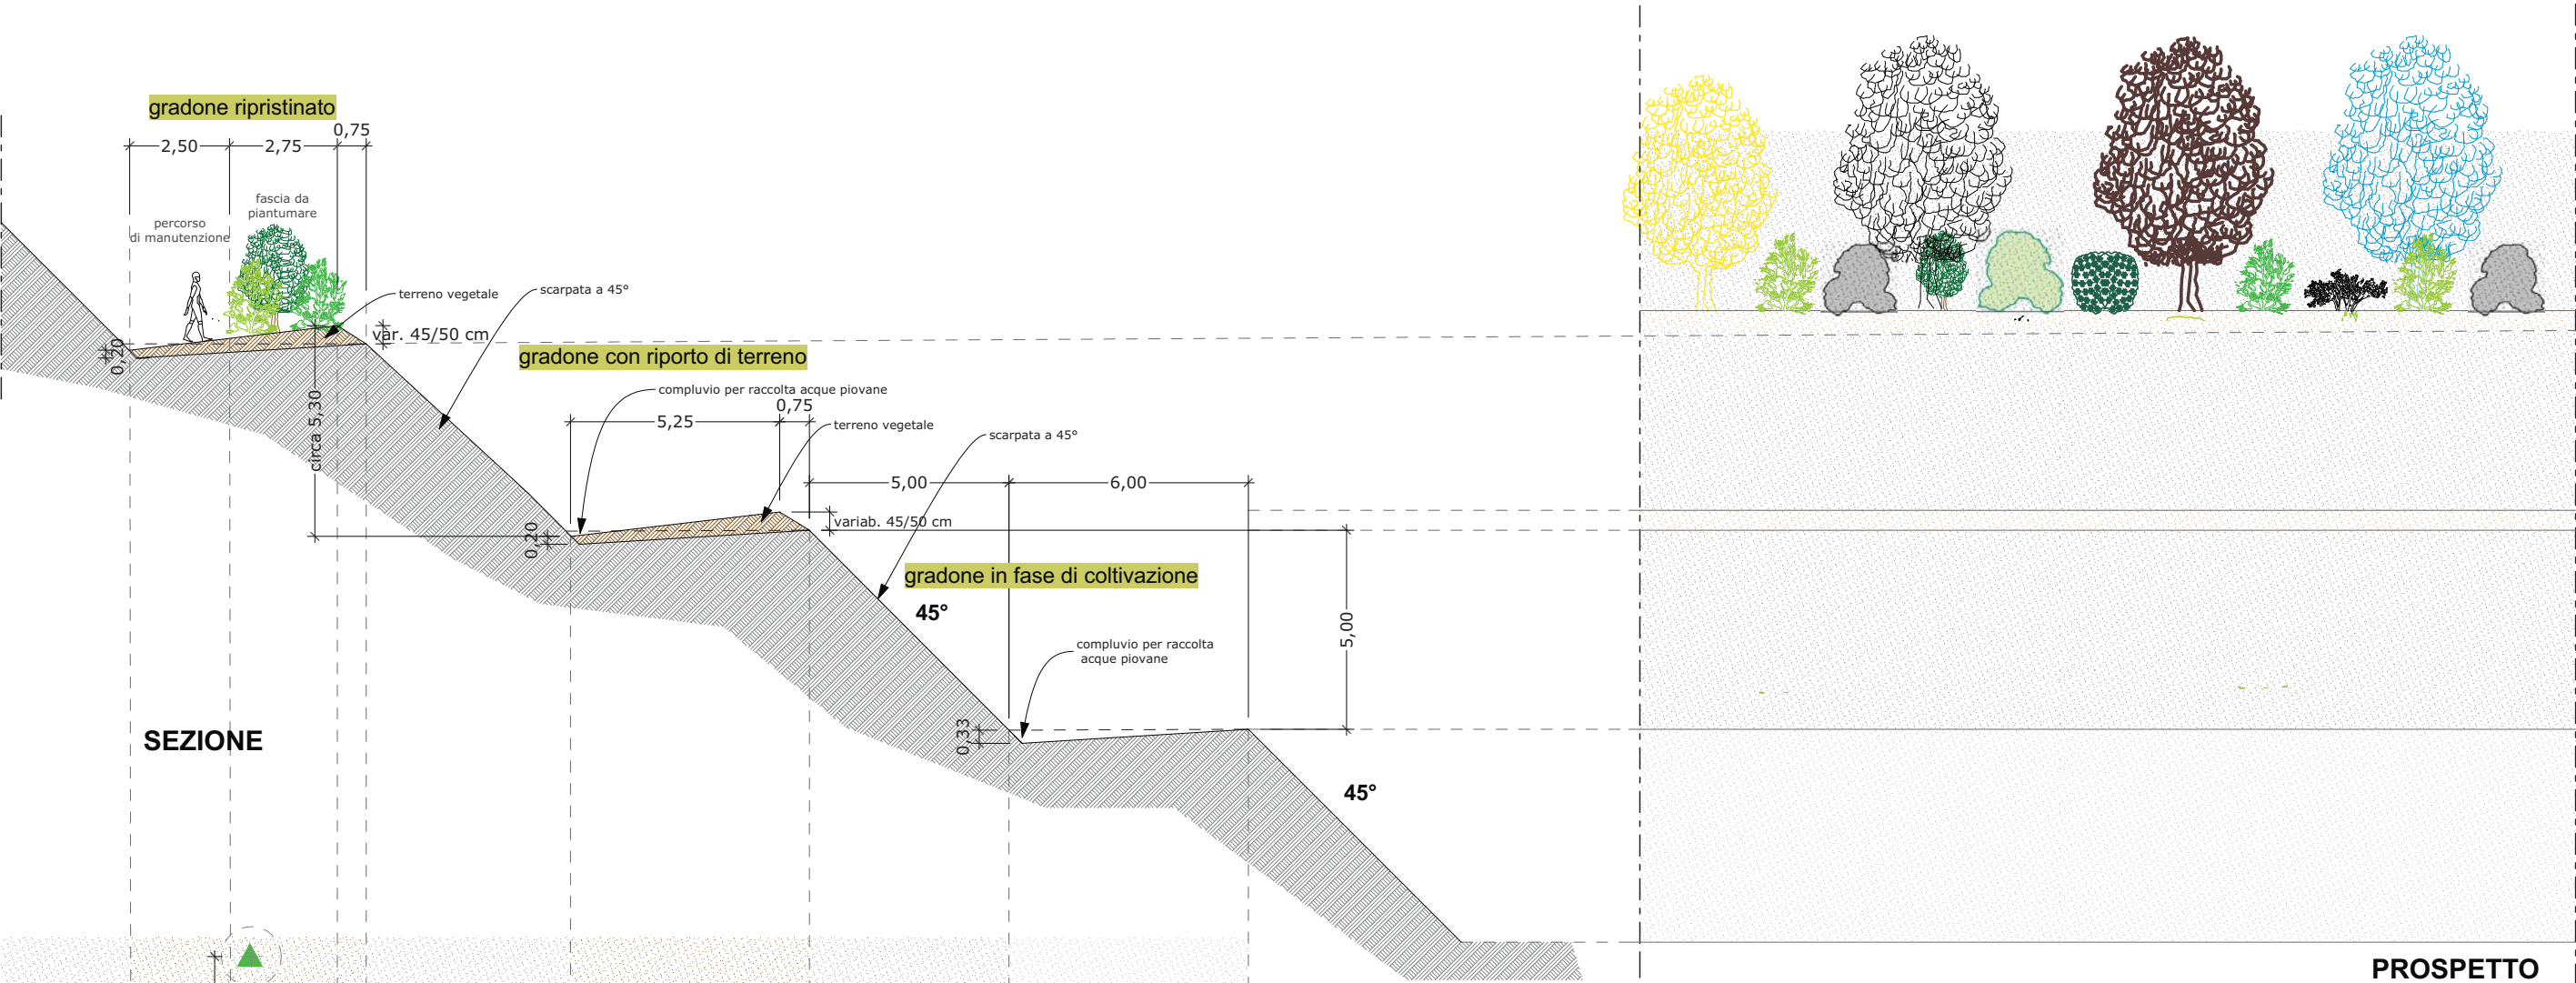 gradone ripristinato
0,75
2,50
2,75
fascia da
piantumare
percorso
di manutenzione
terreno vegetale
scarpata a 45°
var. 45/50 cm
0,20
gradone con riporto di terreno
compluvio per raccolta acque piovane
circa 5,30
5,25
0,75
terreno vegetale
scarpata a 45°
5,00
6,00
variab. 45/50 cm
0,20
gradone in fase di coltivazione
45°
5,00
compluvio per raccolta
acque piovane
0,33
SEZIONE
45°
PROSPETTO